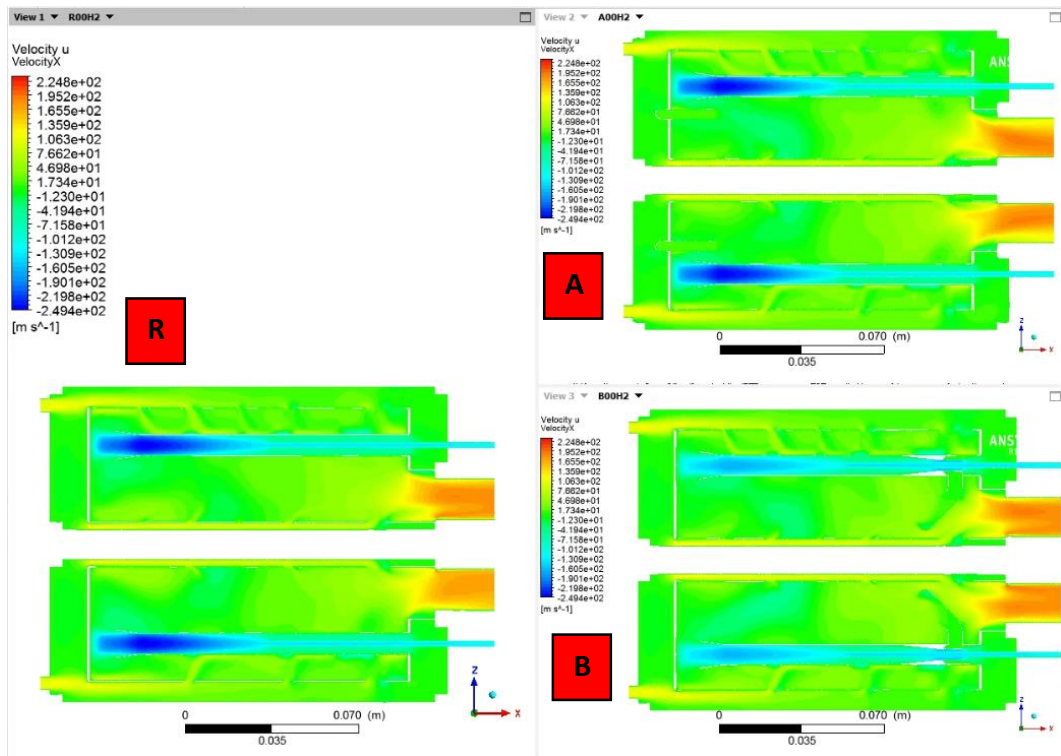 View 1 ▼ R00H2 ▼
Velocity u
VelocityX
2.248e+02
1.952e+02
1.655e+02
1.359e+02
1.063e+02
7.662e+01
4.698e+01
1.734e+01
-1.230e+01
-4.194e+01
-7.158e+01
-1.012e+02
-1.309e+02
-1.605e+02
-1.901e+02
-2.198e+02
-2.494e+02
[m s^-1]
R
Z
X
0 0.070 (m)
0.035
View 2 ▼ A00H2 ▼
Velocity u
VelocityX
2.248e+02
1.952e+02
1.655e+02
1.359e+02
1.063e+02
7.662e+01
4.698e+01
1.734e+01
-1.230e+01
-4.194e+01
-7.158e+01
-1.012e+02
-1.309e+02
-1.605e+02
-1.901e+02
-2.198e+02
-2.494e+02
[m s^-1]
ANS
A
Z
X
0 0.070 (m)
0.035
View 3 ▼ B00H2 ▼
Velocity u
VelocityX
2.248e+02
1.952e+02
1.655e+02
1.359e+02
1.063e+02
7.662e+01
4.698e+01
1.734e+01
-1.230e+01
-4.194e+01
-7.158e+01
-1.012e+02
-1.309e+02
-1.605e+02
-1.901e+02
-2.198e+02
-2.494e+02
[m s^-1]
ANS
B
Z
X
0 0.070 (m)
0.035